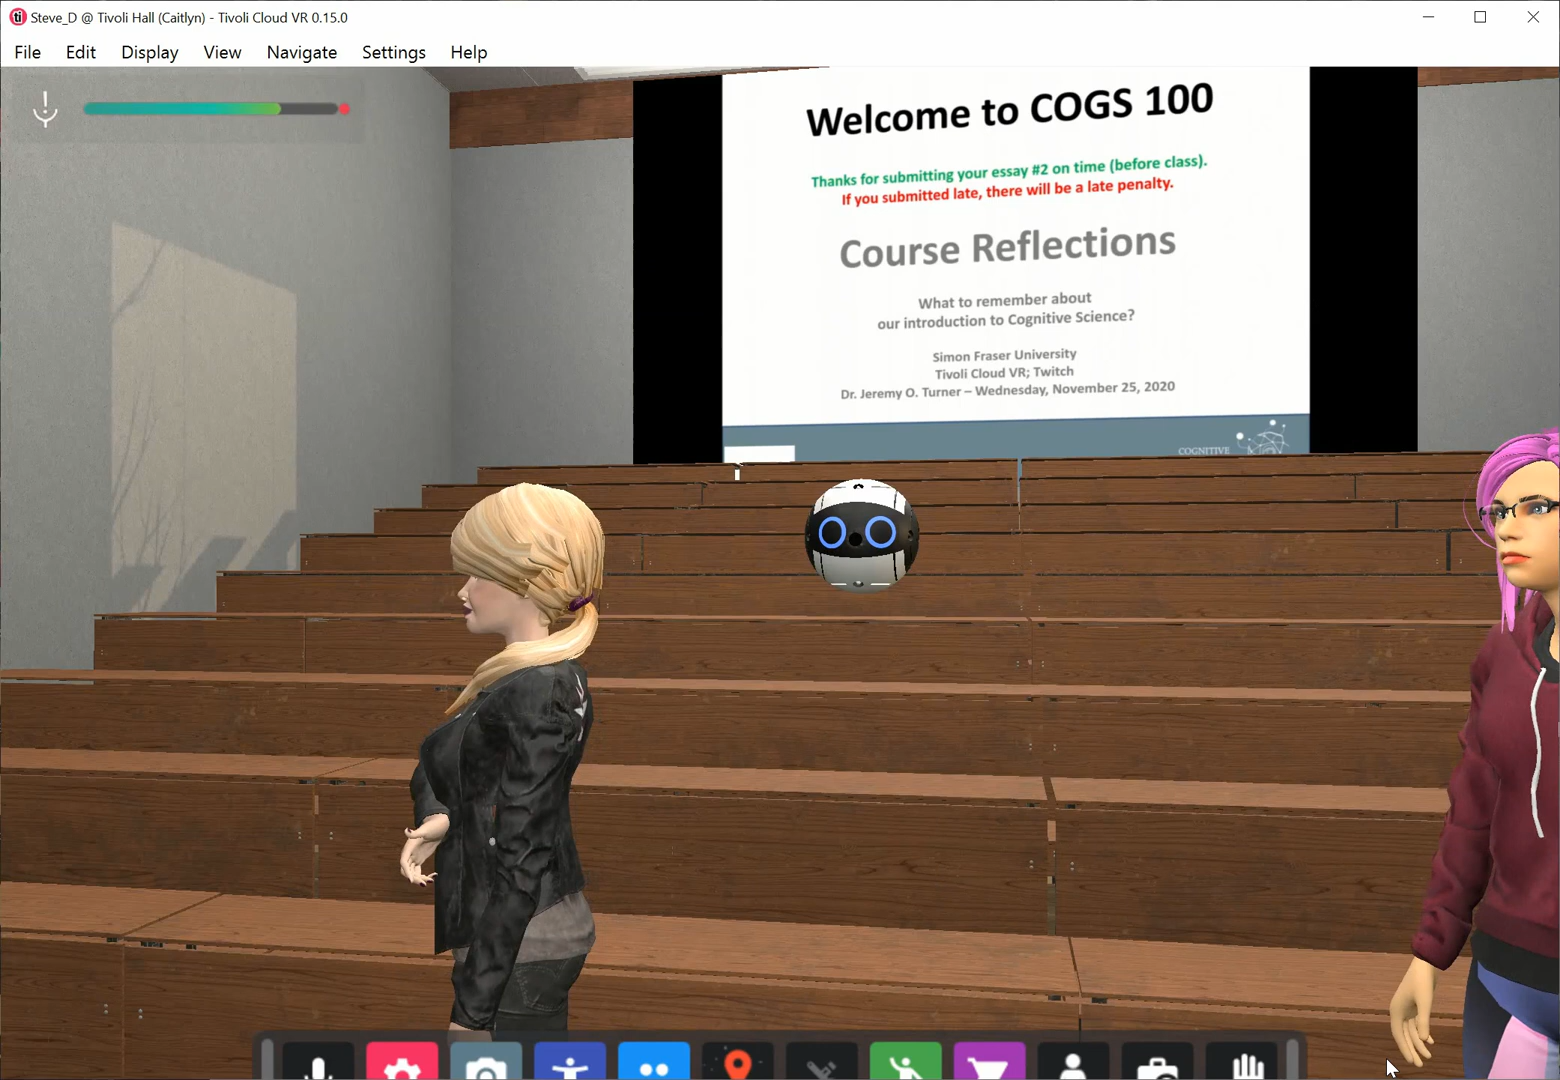 Steve_D @ Tivoli Hall (Caitlyn) - Tivoli Cloud VR 0.15.0
File Edit Display View Navigate Settings Help
Welcome to COGS 100
Thanks for submitting your essay #2 on time (before class).
If you submitted late, there will be a late penalty.
Course Reflections
What to remember about
our introduction to Cognitive Science?
Simon Fraser University
Tivoli Cloud VR; Twitch
Dr. Jeremy O. Turner – Wednesday, November 25, 2020
COGNITIVE